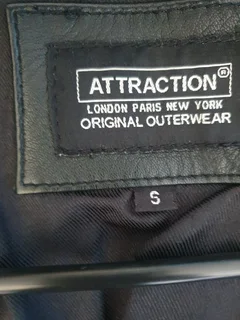 ATTRACTION®
LONDON PARIS NEW YORK
ORIGINAL OUTERWEAR
S